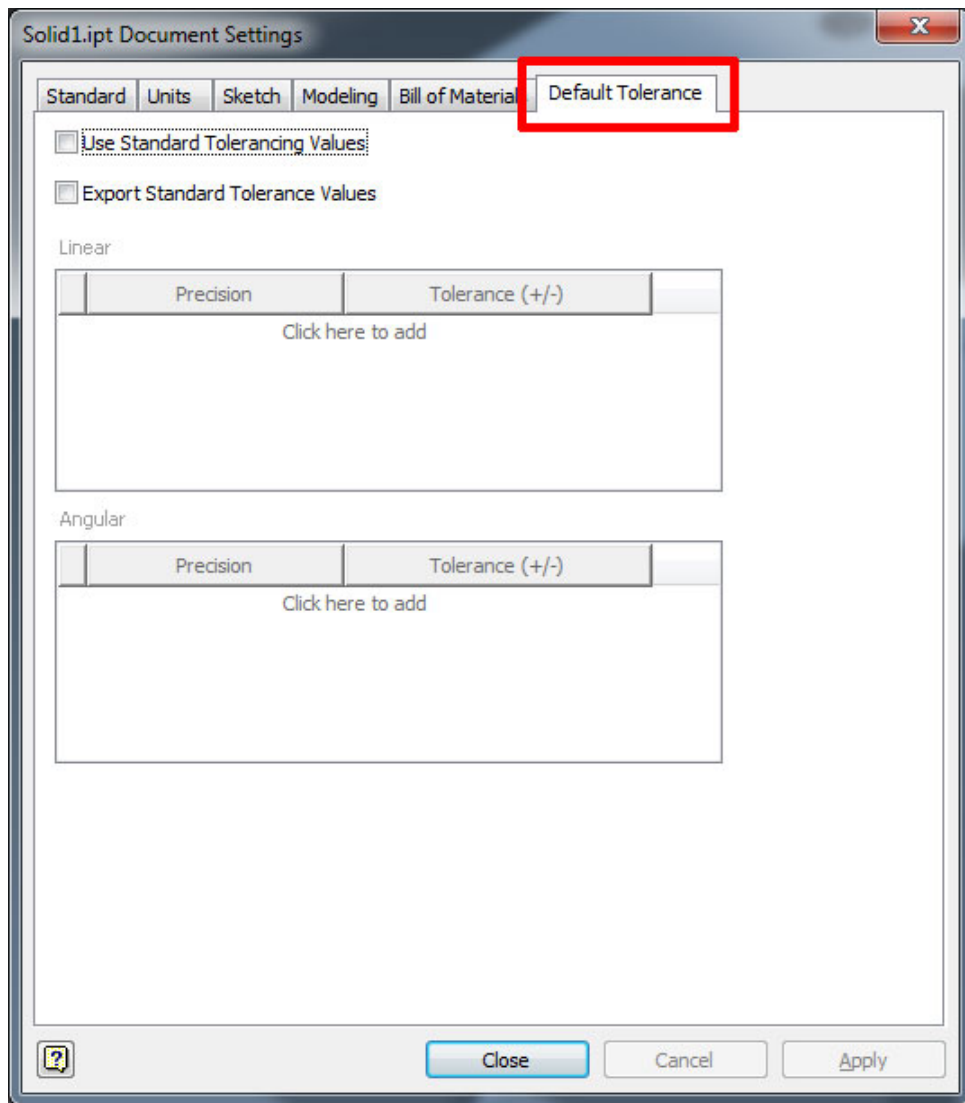 Solid1.ipt Document Settings
Standard Units Sketch Modeling Bill of Material Default Tolerance
Use Standard Tolerancing Values
Export Standard Tolerance Values
Linear
Precision Tolerance (+/-)
Click here to add
Angular
Precision Tolerance (+/-)
Click here to add
Close Cancel Apply